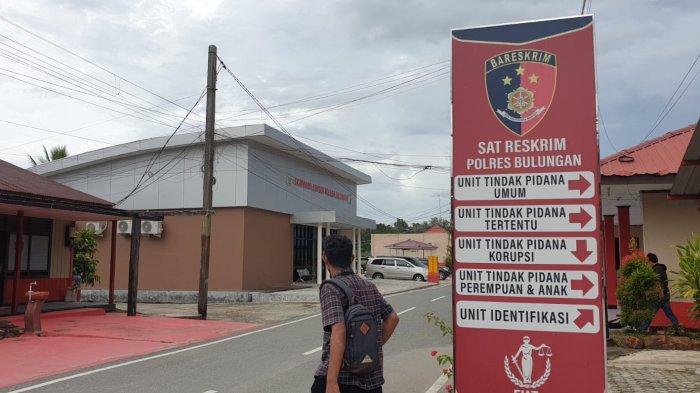 BARESKRIM
SAT RESKRIM
POLRES BULUNGAN
UNIT TINDAK PIDANA
UMUM
UNIT TINDAK PIDANA
TERTENTU
UNIT TINDAK PIDANA
KORUPSI
UNIT TINDAK PIDANA
PEREMPUAN & ANAK
UNIT IDENTIFIKASI
FIAT